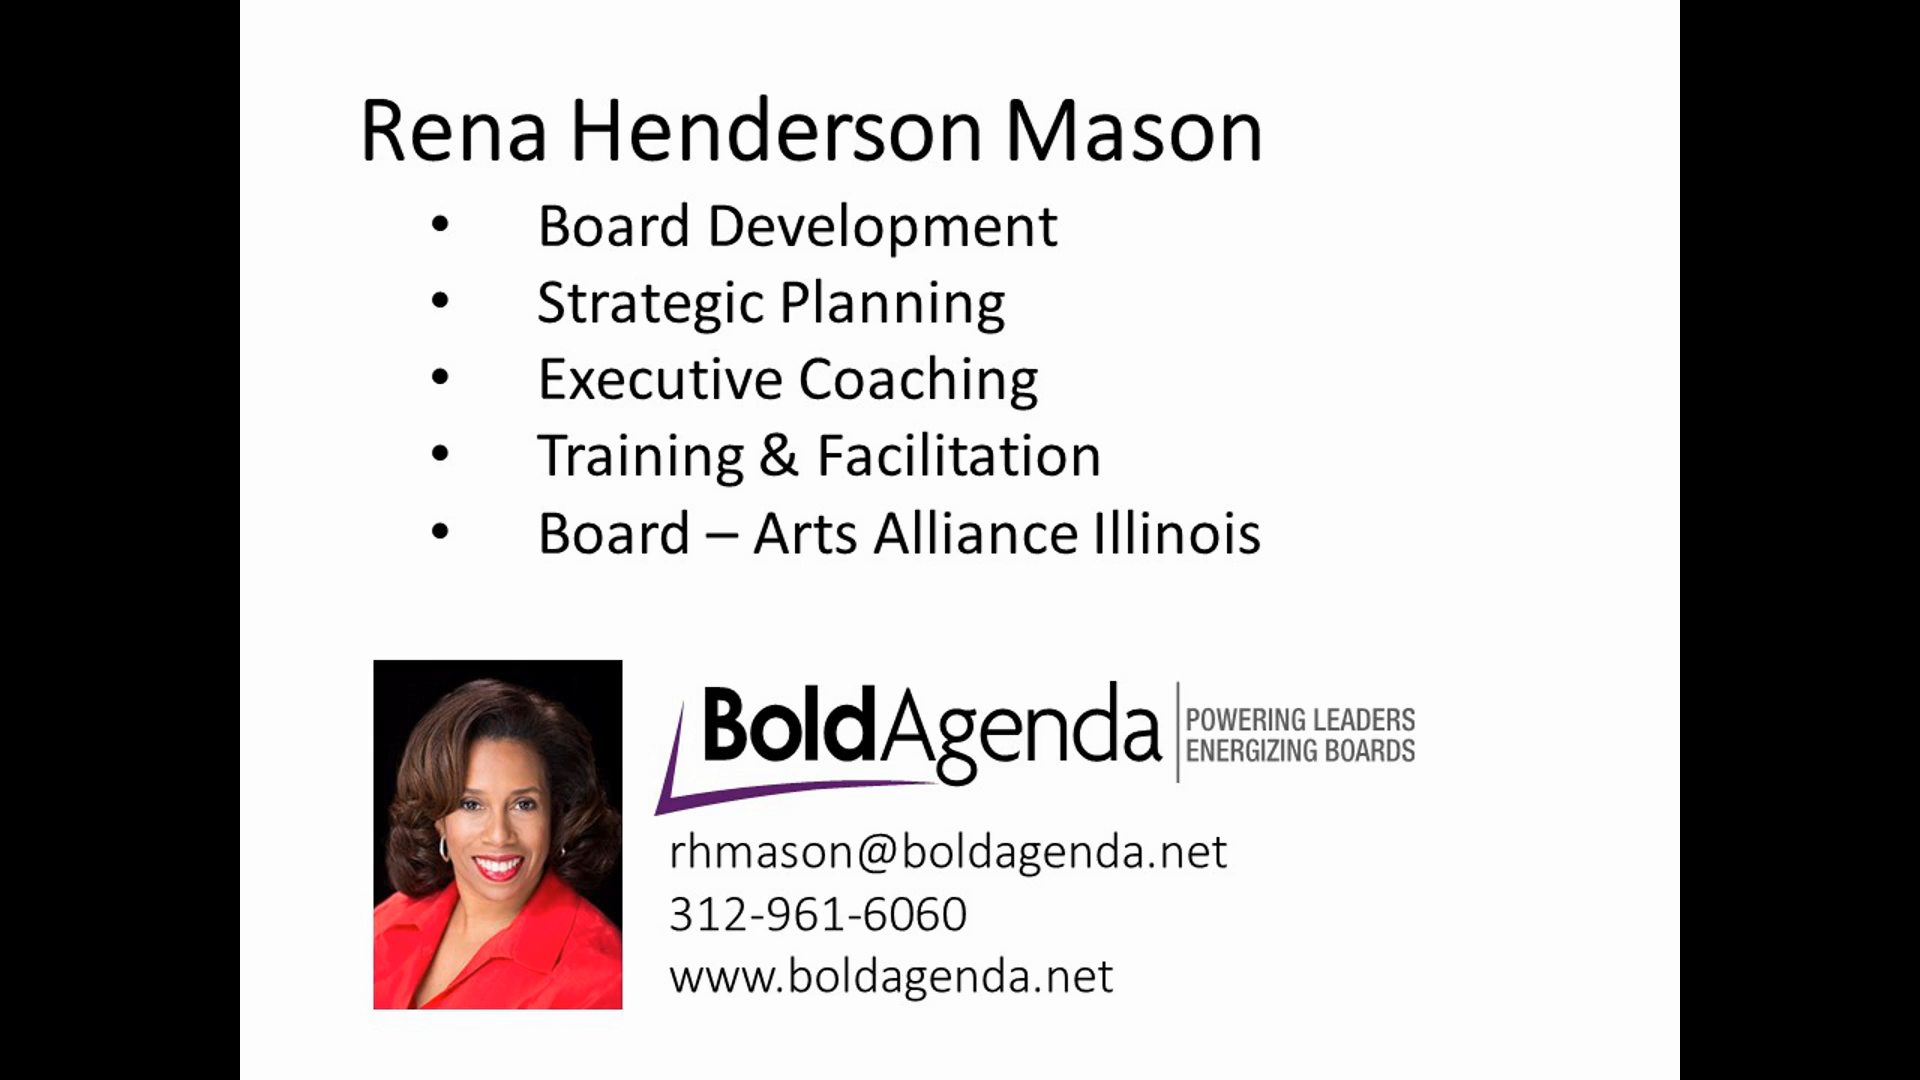 Rena Henderson Mason
• Board Development
• Strategic Planning
• Executive Coaching
• Training & Facilitation
• Board – Arts Alliance Illinois
BoldAgenda
POWERING LEADERS
ENERGIZING BOARDS
rhmason@boldagenda.net
312-961-6060
www.boldagenda.net